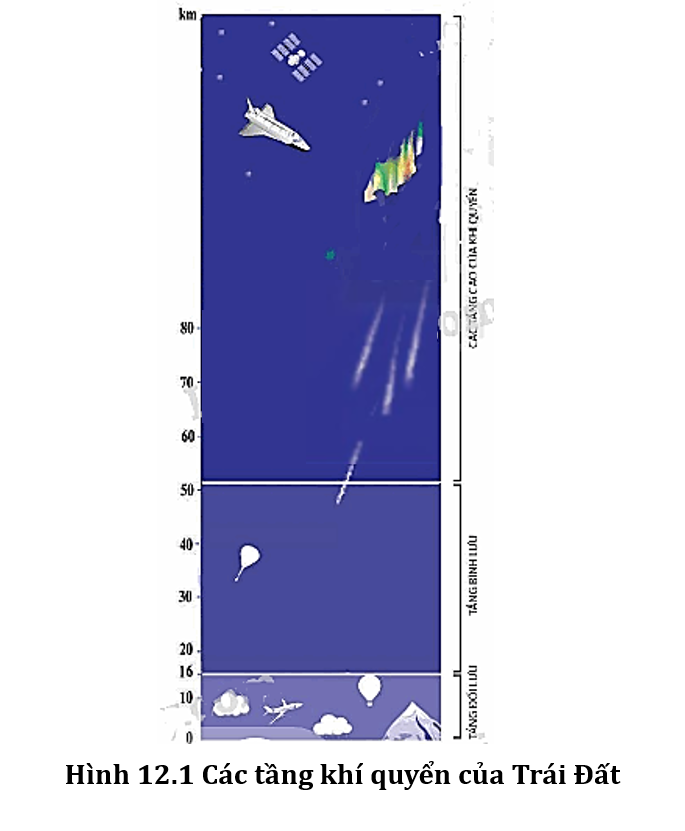 km
80
70
60
50
40
30
20
16
10
0
CÁC TẦNG CAO CỦA KHÍ QUYỂN
TẦNG BÌNH LƯU
TẦNG ĐỐI LƯU
Hình 12.1 Các tầng khí quyển của Trái Đất